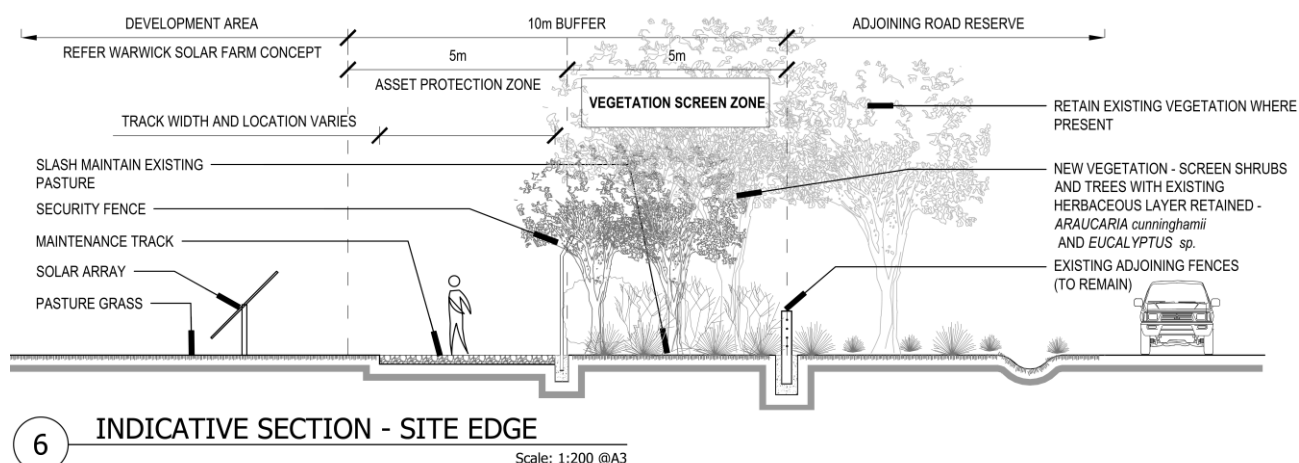 DEVELOPMENT AREA
10m BUFFER
ADJOINING ROAD RESERVE
REFER WARWICK SOLAR FARM CONCEPT
5m
5m
ASSET PROTECTION ZONE
VEGETATION SCREEN ZONE
TRACK WIDTH AND LOCATION VARIES
SLASH MAINTAIN EXISTING
PASTURE
SECURITY FENCE
MAINTENANCE TRACK
SOLAR ARRAY
PASTURE GRASS
RETAIN EXISTING VEGETATION WHERE
PRESENT
NEW VEGETATION - SCREEN SHRUBS
AND TREES WITH EXISTING
HERBACEOUS LAYER RETAINED -
ARAUCARIA cunninghamii
AND EUCALYPTUS sp.
EXISTING ADJOINING FENCES
(TO REMAIN)
6
INDICATIVE SECTION - SITE EDGE
Scale: 1:200 @A3